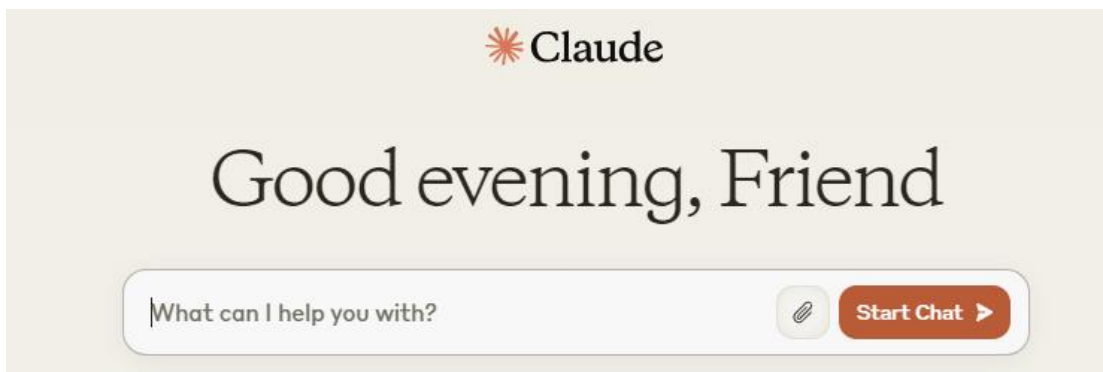 Claude
Good evening, Friend
What can I help you with?
Start Chat